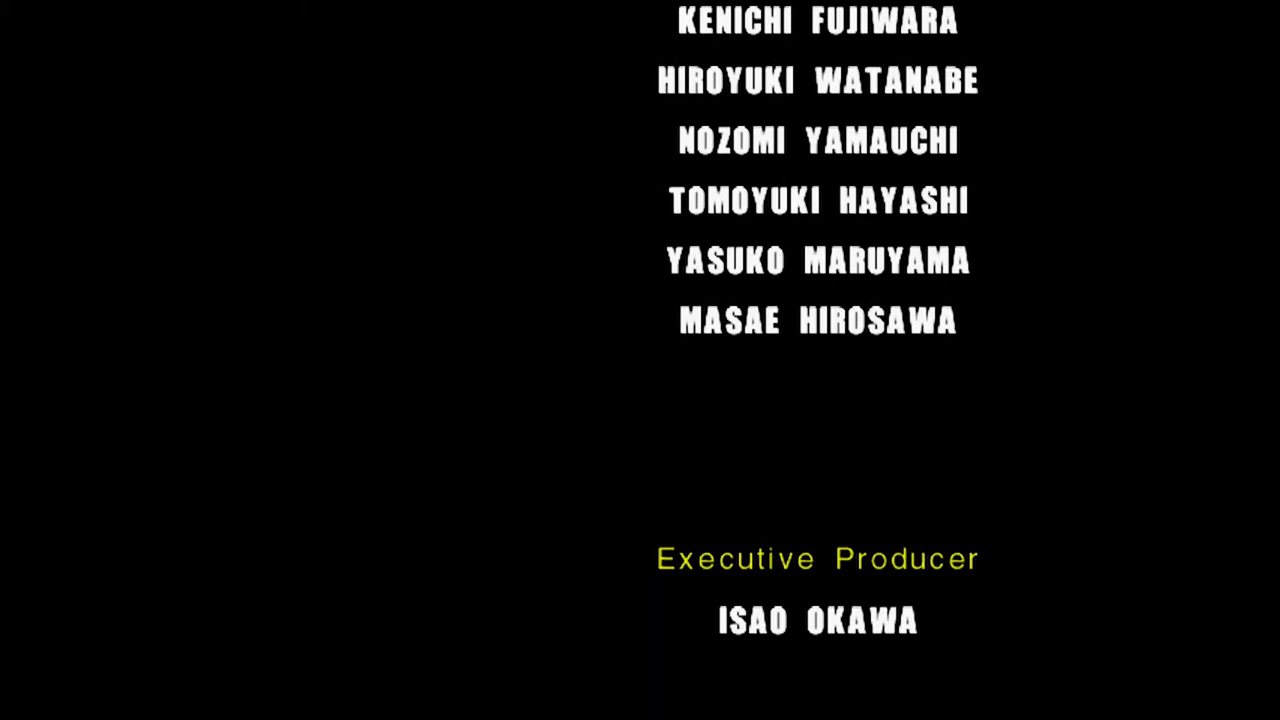 KENICHI FUJIWARA
HIROYUKI WATANABE
NOZOMI YAMAUCHI
TOMOYUKI HAYASHI
YASUKO MARUYAMA
MASAE HIROSAWA
Executive Producer
ISAO OKAWA